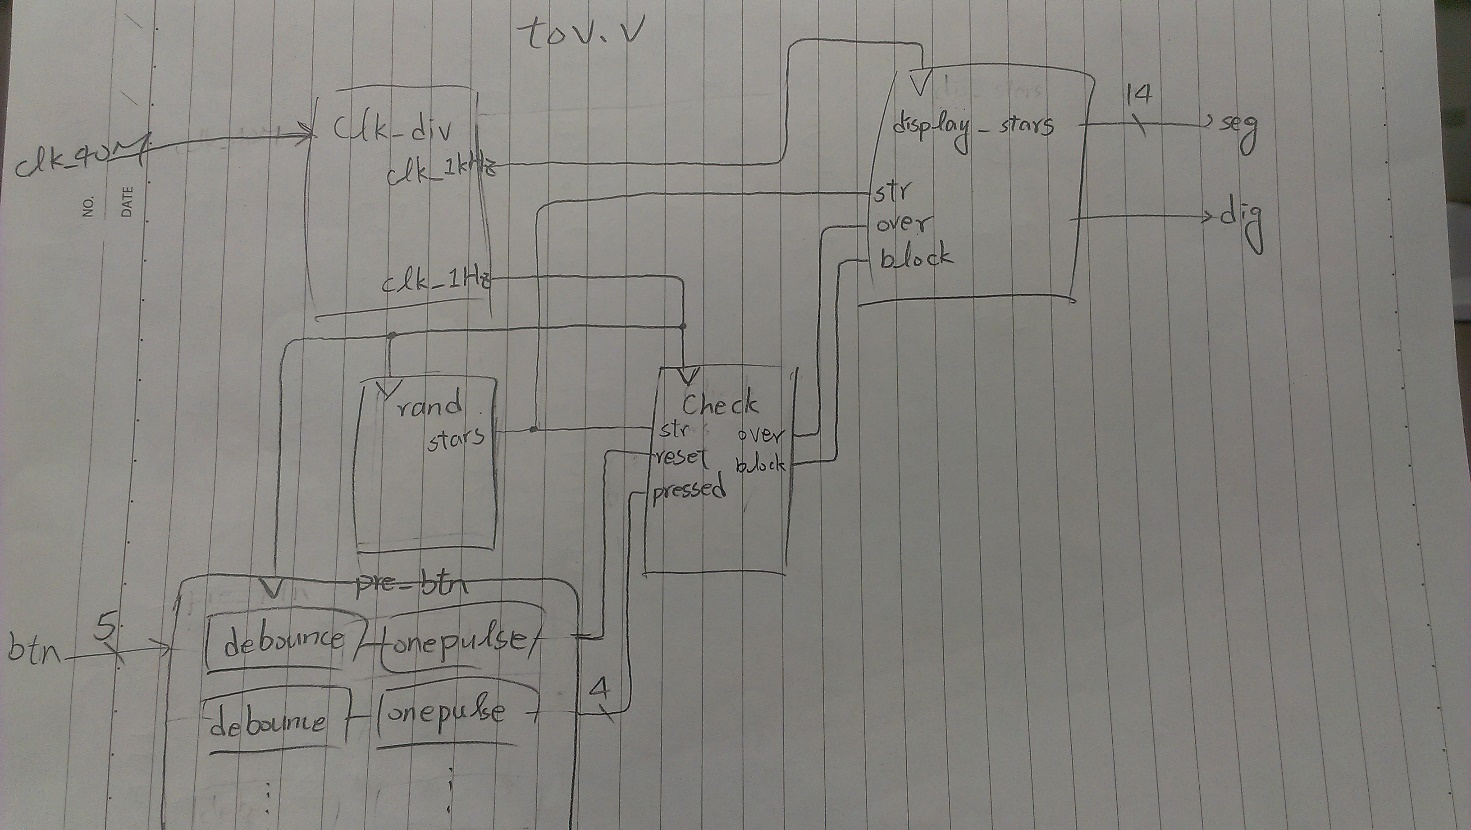 tov.v
clk_40M
NO.
DATE
clk_div
clk_1kHz
clk_1Hz
display_stars
str
over
block
14
seg
dig
rand
stars
check
str
reset
pressed
over
block
btn
5
pre_btn
debounce
onepulse
debounce
onepulse
4